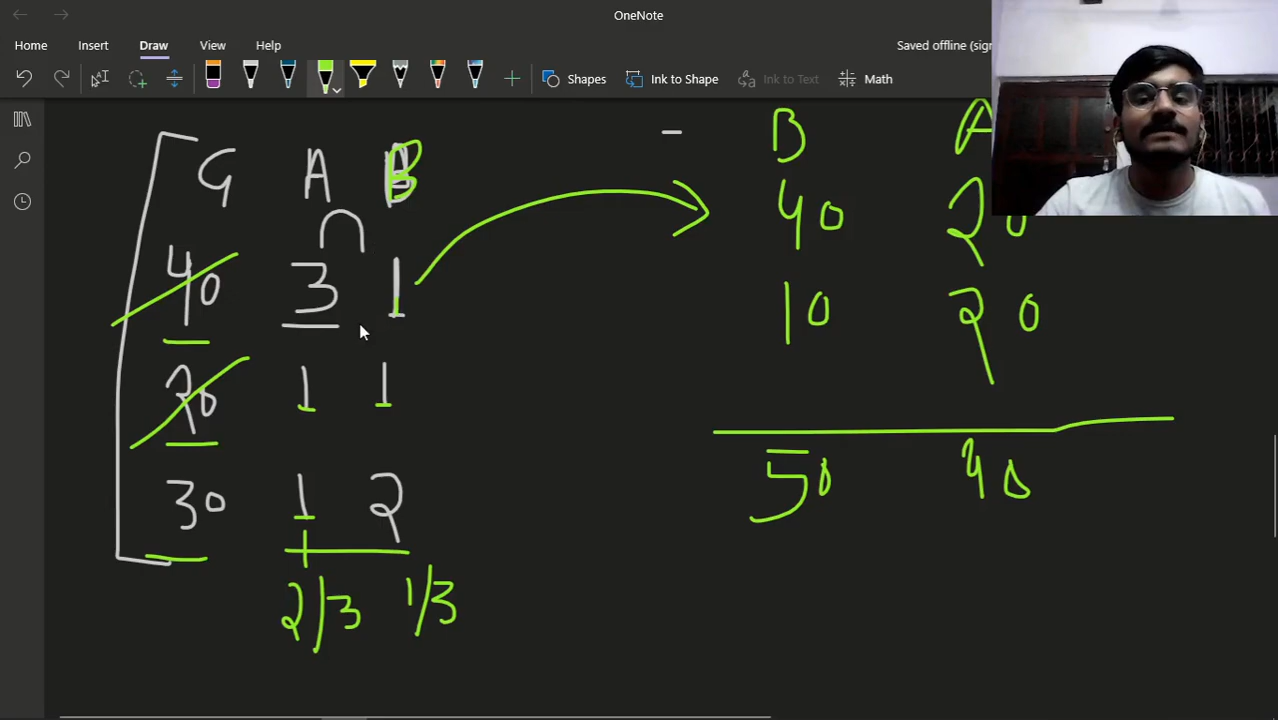 OneNote
Home Insert Draw View Help
Saved offline (sign
Shapes Ink to Shape Ink to Text Math
G A B
40 3 1
20 1 1
30 1 2
2/3 1/3
B A
40 20
10 20
50 40